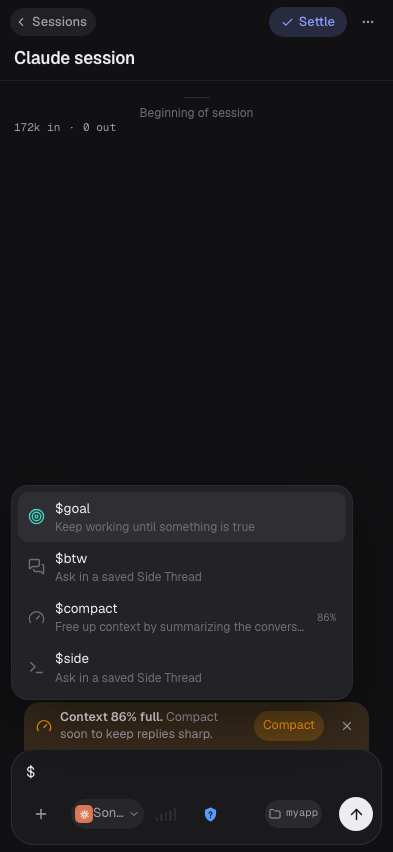 Sessions
Settle
Claude session
Beginning of session
172k in · 0 out
$goal
Keep working until something is true
$btw
Ask in a saved Side Thread
$compact
Free up context by summarizing the convers...
86%
$side
Ask in a saved Side Thread
Context 86% full. Compact
soon to keep replies sharp.
Compact
$
Son...
myapp